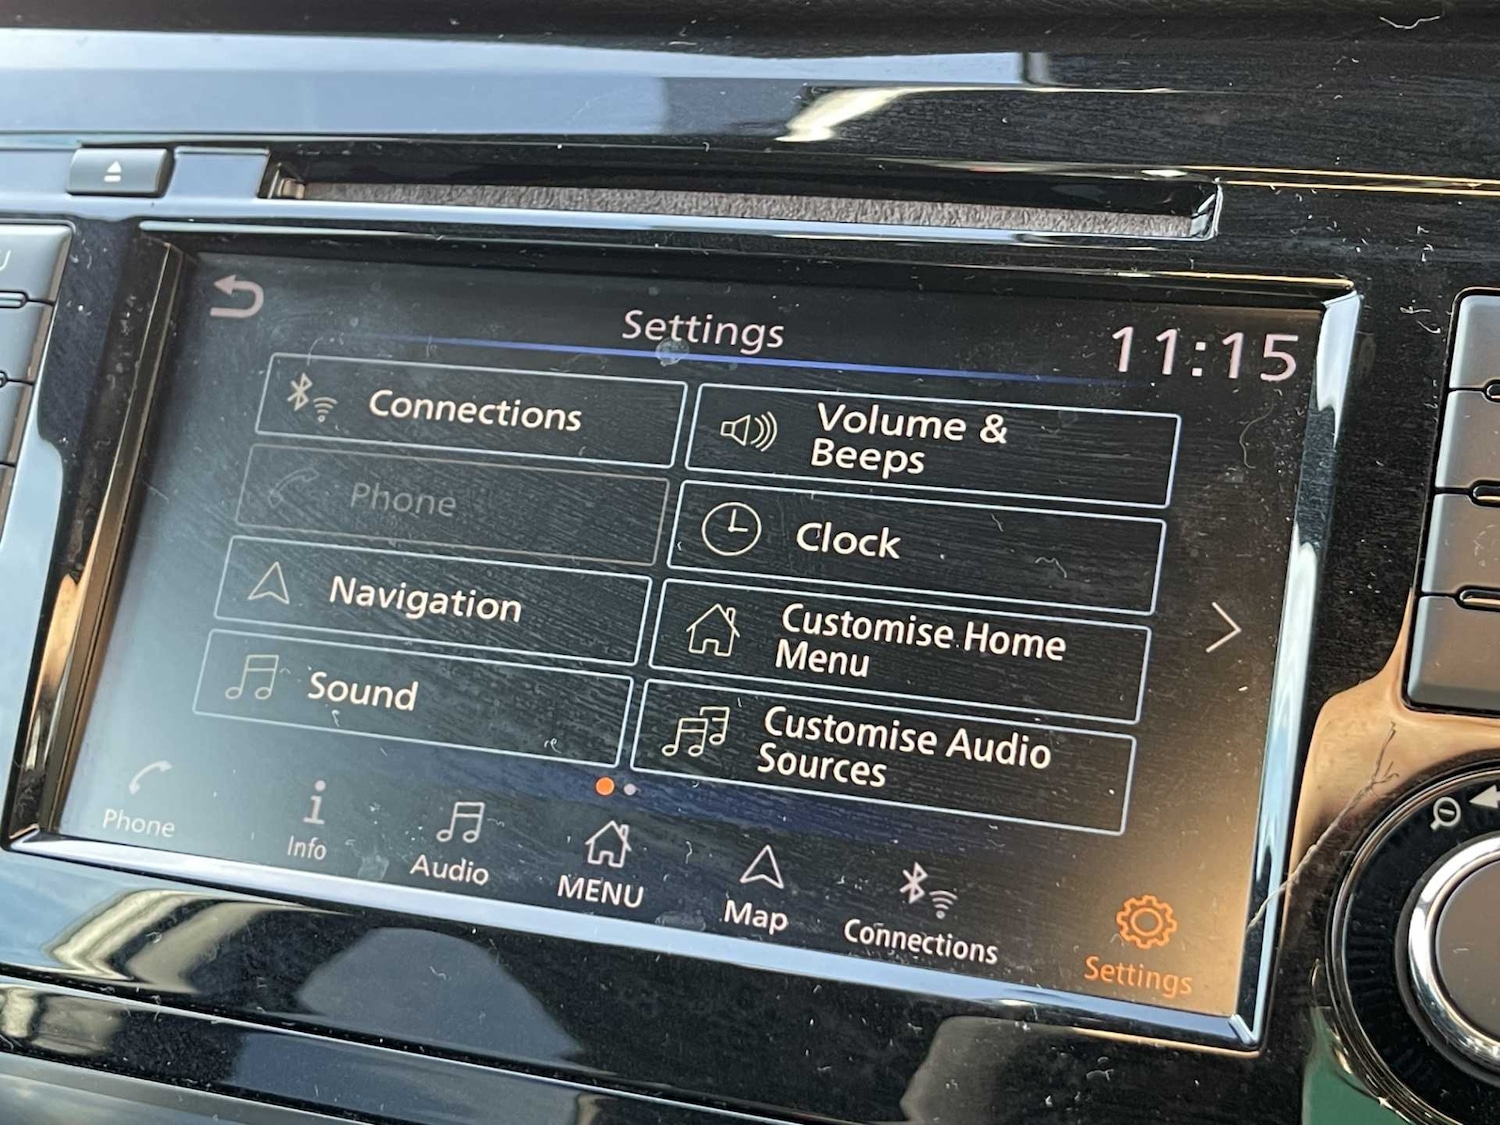 Settings
11:15
Connections
Volume &
Beeps
Phone
Clock
Navigation
Customise Home
Menu
Sound
Customise Audio
Sources
Phone
Info
Audio
MENU
Map
Connections
Settings